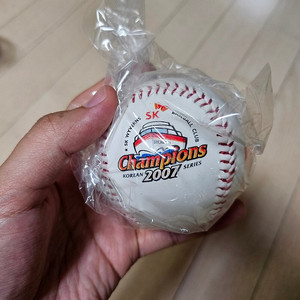 SK
SK WYVERNS BASEBALL CLUB
Champions
KOREAN SERIES
2007